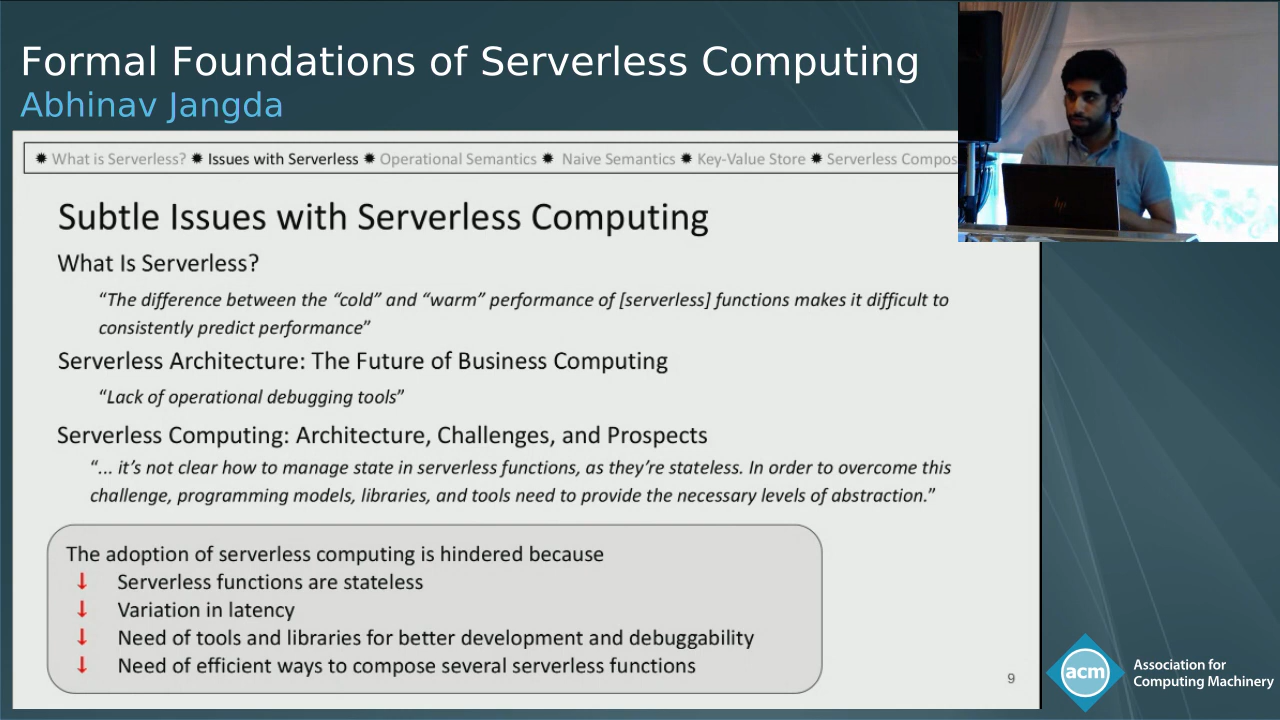 Formal Foundations of Serverless Computing
Abhinav Jangda
✹ What is Serverless? ✹ Issues with Serverless ✹ Operational Semantics ✹ Naive Semantics ✹ Key-Value Store ✹ Serverless Compos
Subtle Issues with Serverless Computing
What Is Serverless?
“The difference between the “cold” and “warm” performance of [serverless] functions makes it difficult to
consistently predict performance”
Serverless Architecture: The Future of Business Computing
“Lack of operational debugging tools”
Serverless Computing: Architecture, Challenges, and Prospects
“... it’s not clear how to manage state in serverless functions, as they’re stateless. In order to overcome this
challenge, programming models, libraries, and tools need to provide the necessary levels of abstraction.”
The adoption of serverless computing is hindered because
↓ Serverless functions are stateless
↓ Variation in latency
↓ Need of tools and libraries for better development and debuggability
↓ Need of efficient ways to compose several serverless functions
9
hp
acm
Association for
Computing Machinery